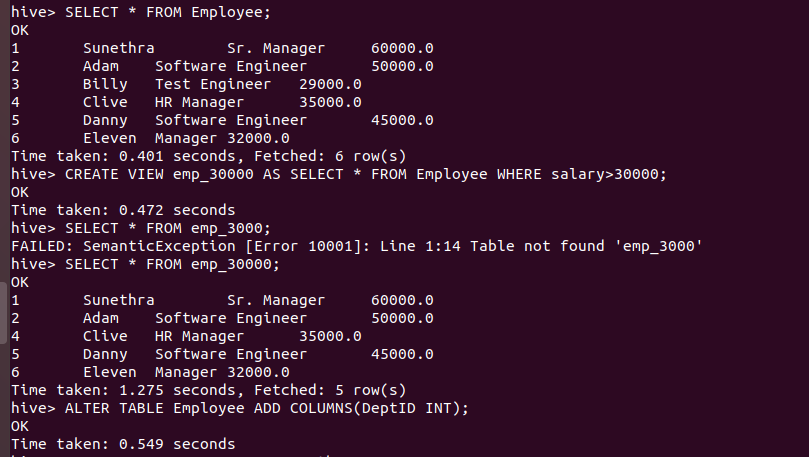 hive> SELECT * FROM Employee;
OK
1 Sunethra Sr. Manager 60000.0
2 Adam Software Engineer 50000.0
3 Billy Test Engineer 29000.0
4 Clive HR Manager 35000.0
5 Danny Software Engineer 45000.0
6 Eleven Manager 32000.0
Time taken: 0.401 seconds, Fetched: 6 row(s)
hive> CREATE VIEW emp_30000 AS SELECT * FROM Employee WHERE salary>30000;
OK
Time taken: 0.472 seconds
hive> SELECT * FROM emp_3000;
FAILED: SemanticException [Error 10001]: Line 1:14 Table not found 'emp_3000'
hive> SELECT * FROM emp_30000;
OK
1 Sunethra Sr. Manager 60000.0
2 Adam Software Engineer 50000.0
4 Clive HR Manager 35000.0
5 Danny Software Engineer 45000.0
6 Eleven Manager 32000.0
Time taken: 1.275 seconds, Fetched: 5 row(s)
hive> ALTER TABLE Employee ADD COLUMNS(DeptID INT);
OK
Time taken: 0.549 seconds